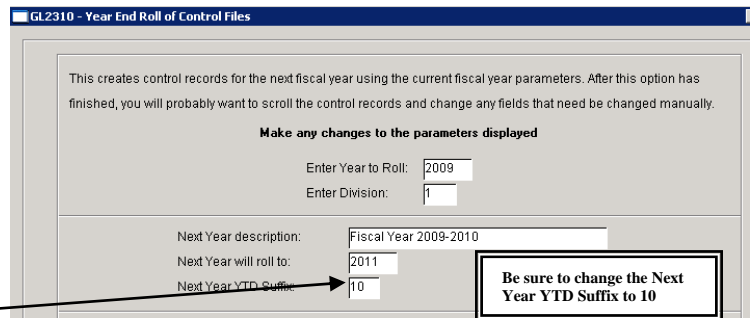 GL2310 - Year End Roll of Control Files
This creates control records for the next fiscal year using the current fiscal year parameters. After this option has
finished, you will probably want to scroll the control records and change any fields that need be changed manually.
Make any changes to the parameters displayed
Enter Year to Roll: 2009
Enter Division: 1
Next Year description: Fiscal Year 2009-2010
Next Year will roll to: 2011
Next Year YTD Suffix: 10
Be sure to change the Next
Year YTD Suffix to 10